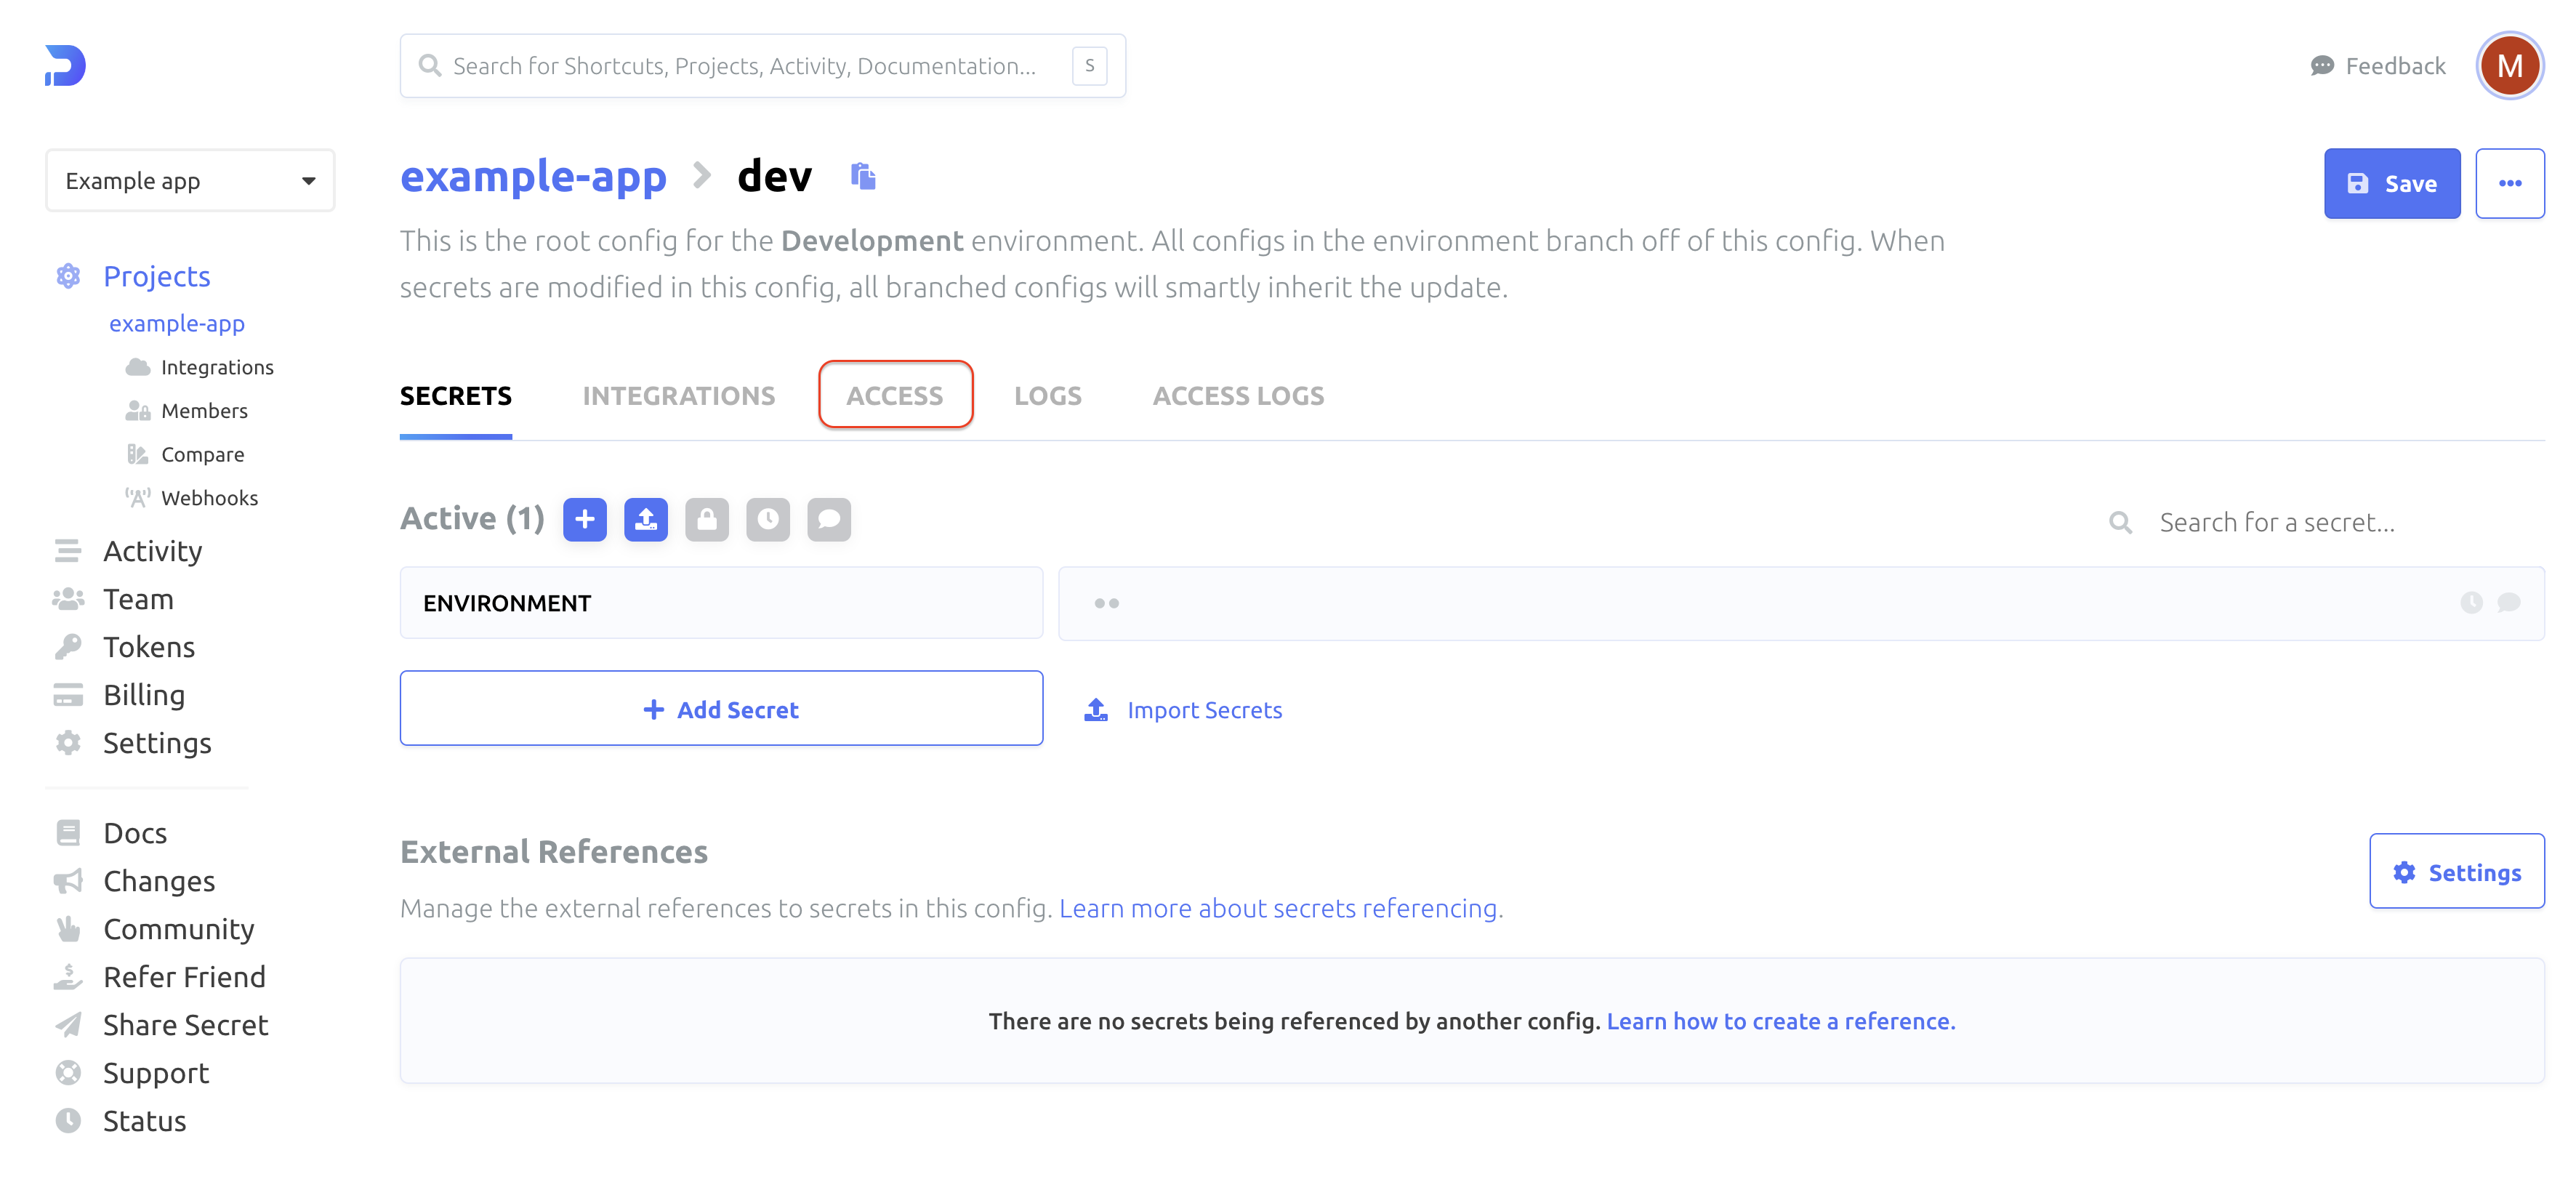 Search for Shortcuts, Projects, Activity, Documentation...
S
Feedback
M
Example app
Projects
example-app
Integrations
Members
Compare
Webhooks
Activity
Team
Tokens
Billing
Settings
Docs
Changes
Community
Refer Friend
Share Secret
Support
Status
example-app > dev
Save
This is the root config for the Development environment. All configs in the environment branch off of this config. When
secrets are modified in this config, all branched configs will smartly inherit the update.
SECRETS INTEGRATIONS ACCESS LOGS ACCESS LOGS
Active (1)
Search for a secret...
ENVIRONMENT
Add Secret
Import Secrets
External References
Settings
Manage the external references to secrets in this config. Learn more about secrets referencing.
There are no secrets being referenced by another config. Learn how to create a reference.